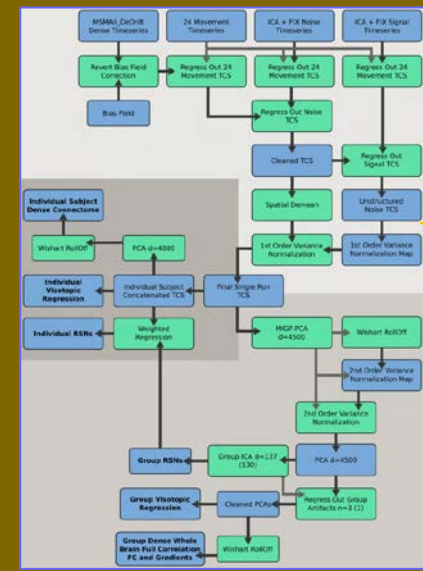 MSMAll_DeDrift
Dense Timeseries
24 Movement
Timeseries
ICA + FIX Noise
Timeseries
ICA + FIX Signal
Timeseries
Revert Bias Field
Correction
Regress Out 24
Movement TCS
Regress Out 24
Movement TCS
Regress Out 24
Movement TCS
Bias Field
Regress Out Noise
TCS
Cleaned TCS
Regress Out
Signal TCS
Individual Subject
Dense Connectome
Spatial Demean
Unstructured
Noise TCS
Wishart RollOff
PCA d=4300
1st Order Variance
Normalization
1st Order Variance
Normalization Map
Individual
Visotopic
Regression
Individual Subject
Concatenated TCS
Final Single Run
TCS
Individual RSNs
Weighted
Regression
MIGP PCA
d=4500
Wishart RollOff
2nd Order Variance
Normalization Map
2nd Order Variance
Normalization
Group RSNs
Group ICA d=137
(130)
PCA d=4500
Group Visotopic
Regression
Cleaned PCAs
Regress Out Group
Artifacts n=3 (1)
Group Dense Whole
Brain Full Correlation
FC and Gradients
Wishart RollOff